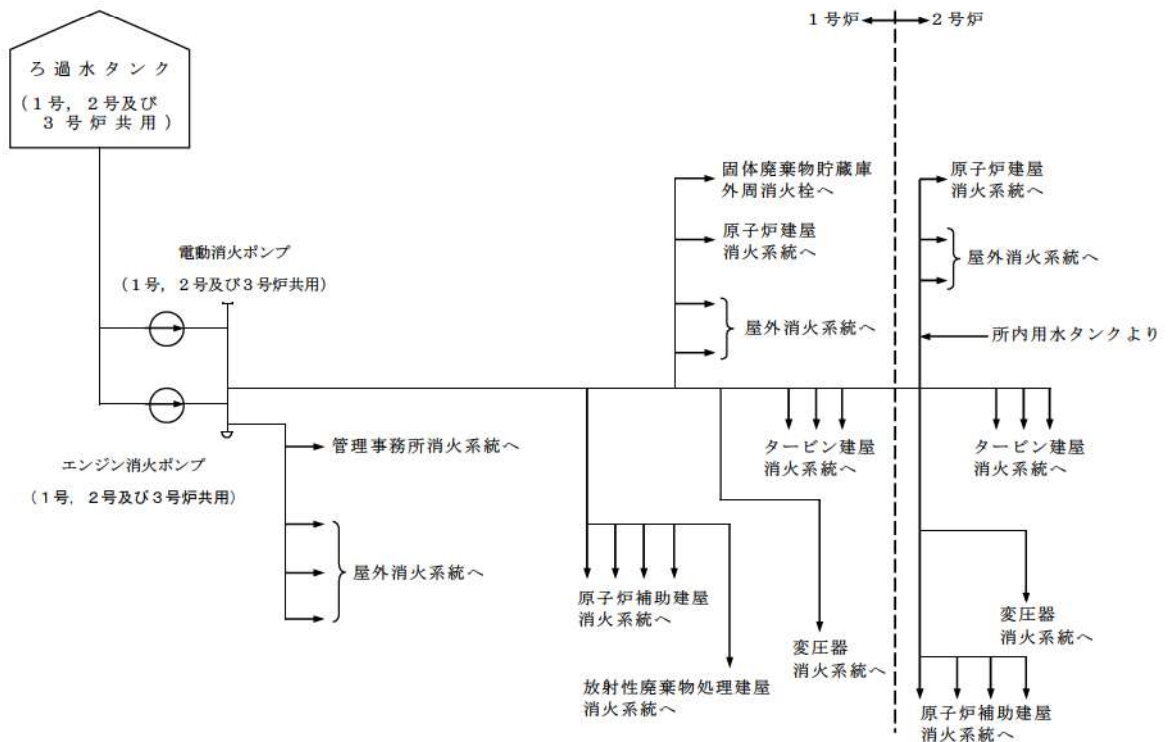 1号炉
2号炉
ろ過水タンク
(1号，2号及び
3号炉共用)
固体廃棄物貯蔵庫
外周消火栓へ
原子炉建屋
消火系統へ
原子炉建屋
消火系統へ
屋外消火系統へ
電動消火ポンプ
(1号，2号及び3号炉共用)
屋外消火系統へ
所内用水タンクより
管理事務所消火系統へ
タービン建屋
消火系統へ
タービン建屋
消火系統へ
エンジン消火ポンプ
(1号，2号及び3号炉共用)
屋外消火系統へ
原子炉補助建屋
消火系統へ
変圧器
消火系統へ
変圧器
消火系統へ
放射性廃棄物処理建屋
消火系統へ
原子炉補助建屋
消火系統へ